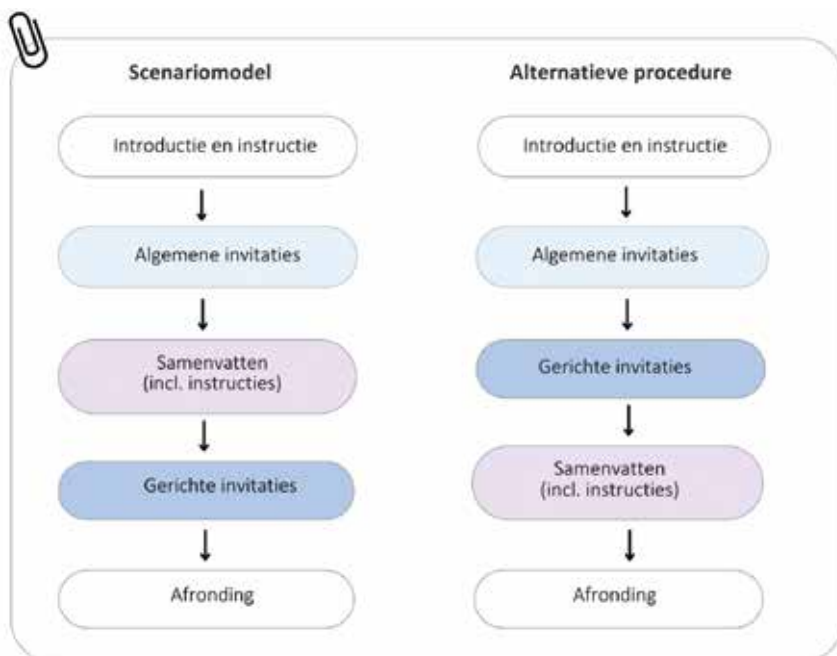 Scenariomodel
Introductie en instructie
Algemene invitaties
Samenvatten
(incl. instructies)
Gerichte invitaties
Afronding
Alternatieve procedure
Introductie en instructie
Algemene invitaties
Gerichte invitaties
Samenvatten
(incl. instructies)
Afronding